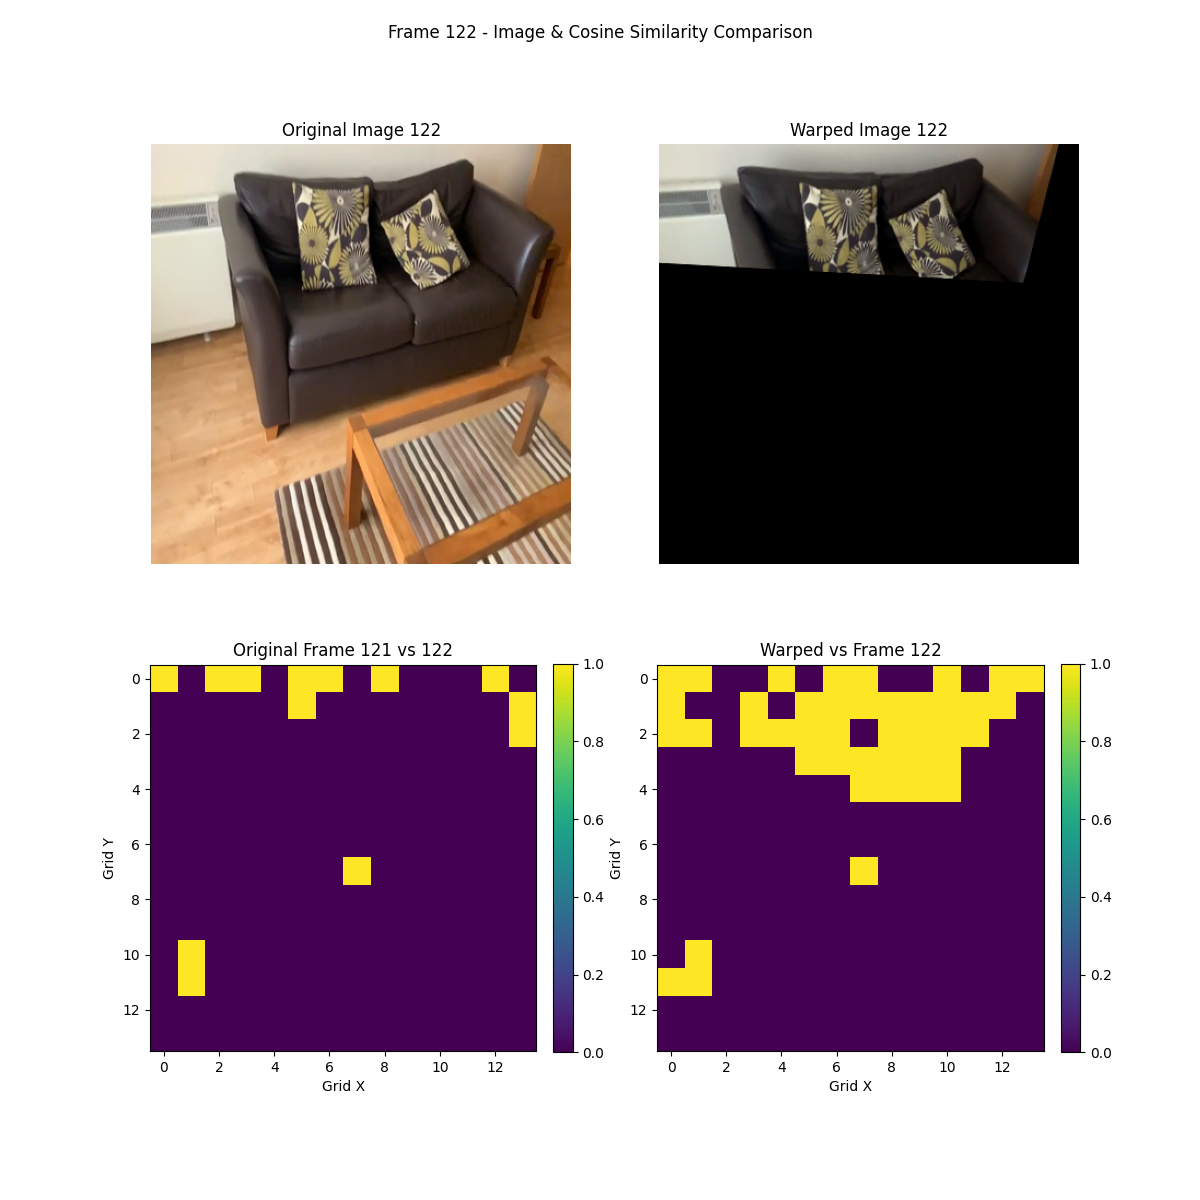 Frame 122 - Image & Cosine Similarity Comparison
Original Image 122
Warped Image 122
Original Frame 121 vs 122
Warped vs Frame 122
0
2
4
6
8
10
12
Grid Y
0 2 4 6 8 10 12
Grid X
1.0
0.8
0.6
0.4
0.2
0.0
0
2
4
6
8
10
12
Grid Y
0 2 4 6 8 10 12
Grid X
1.0
0.8
0.6
0.4
0.2
0.0